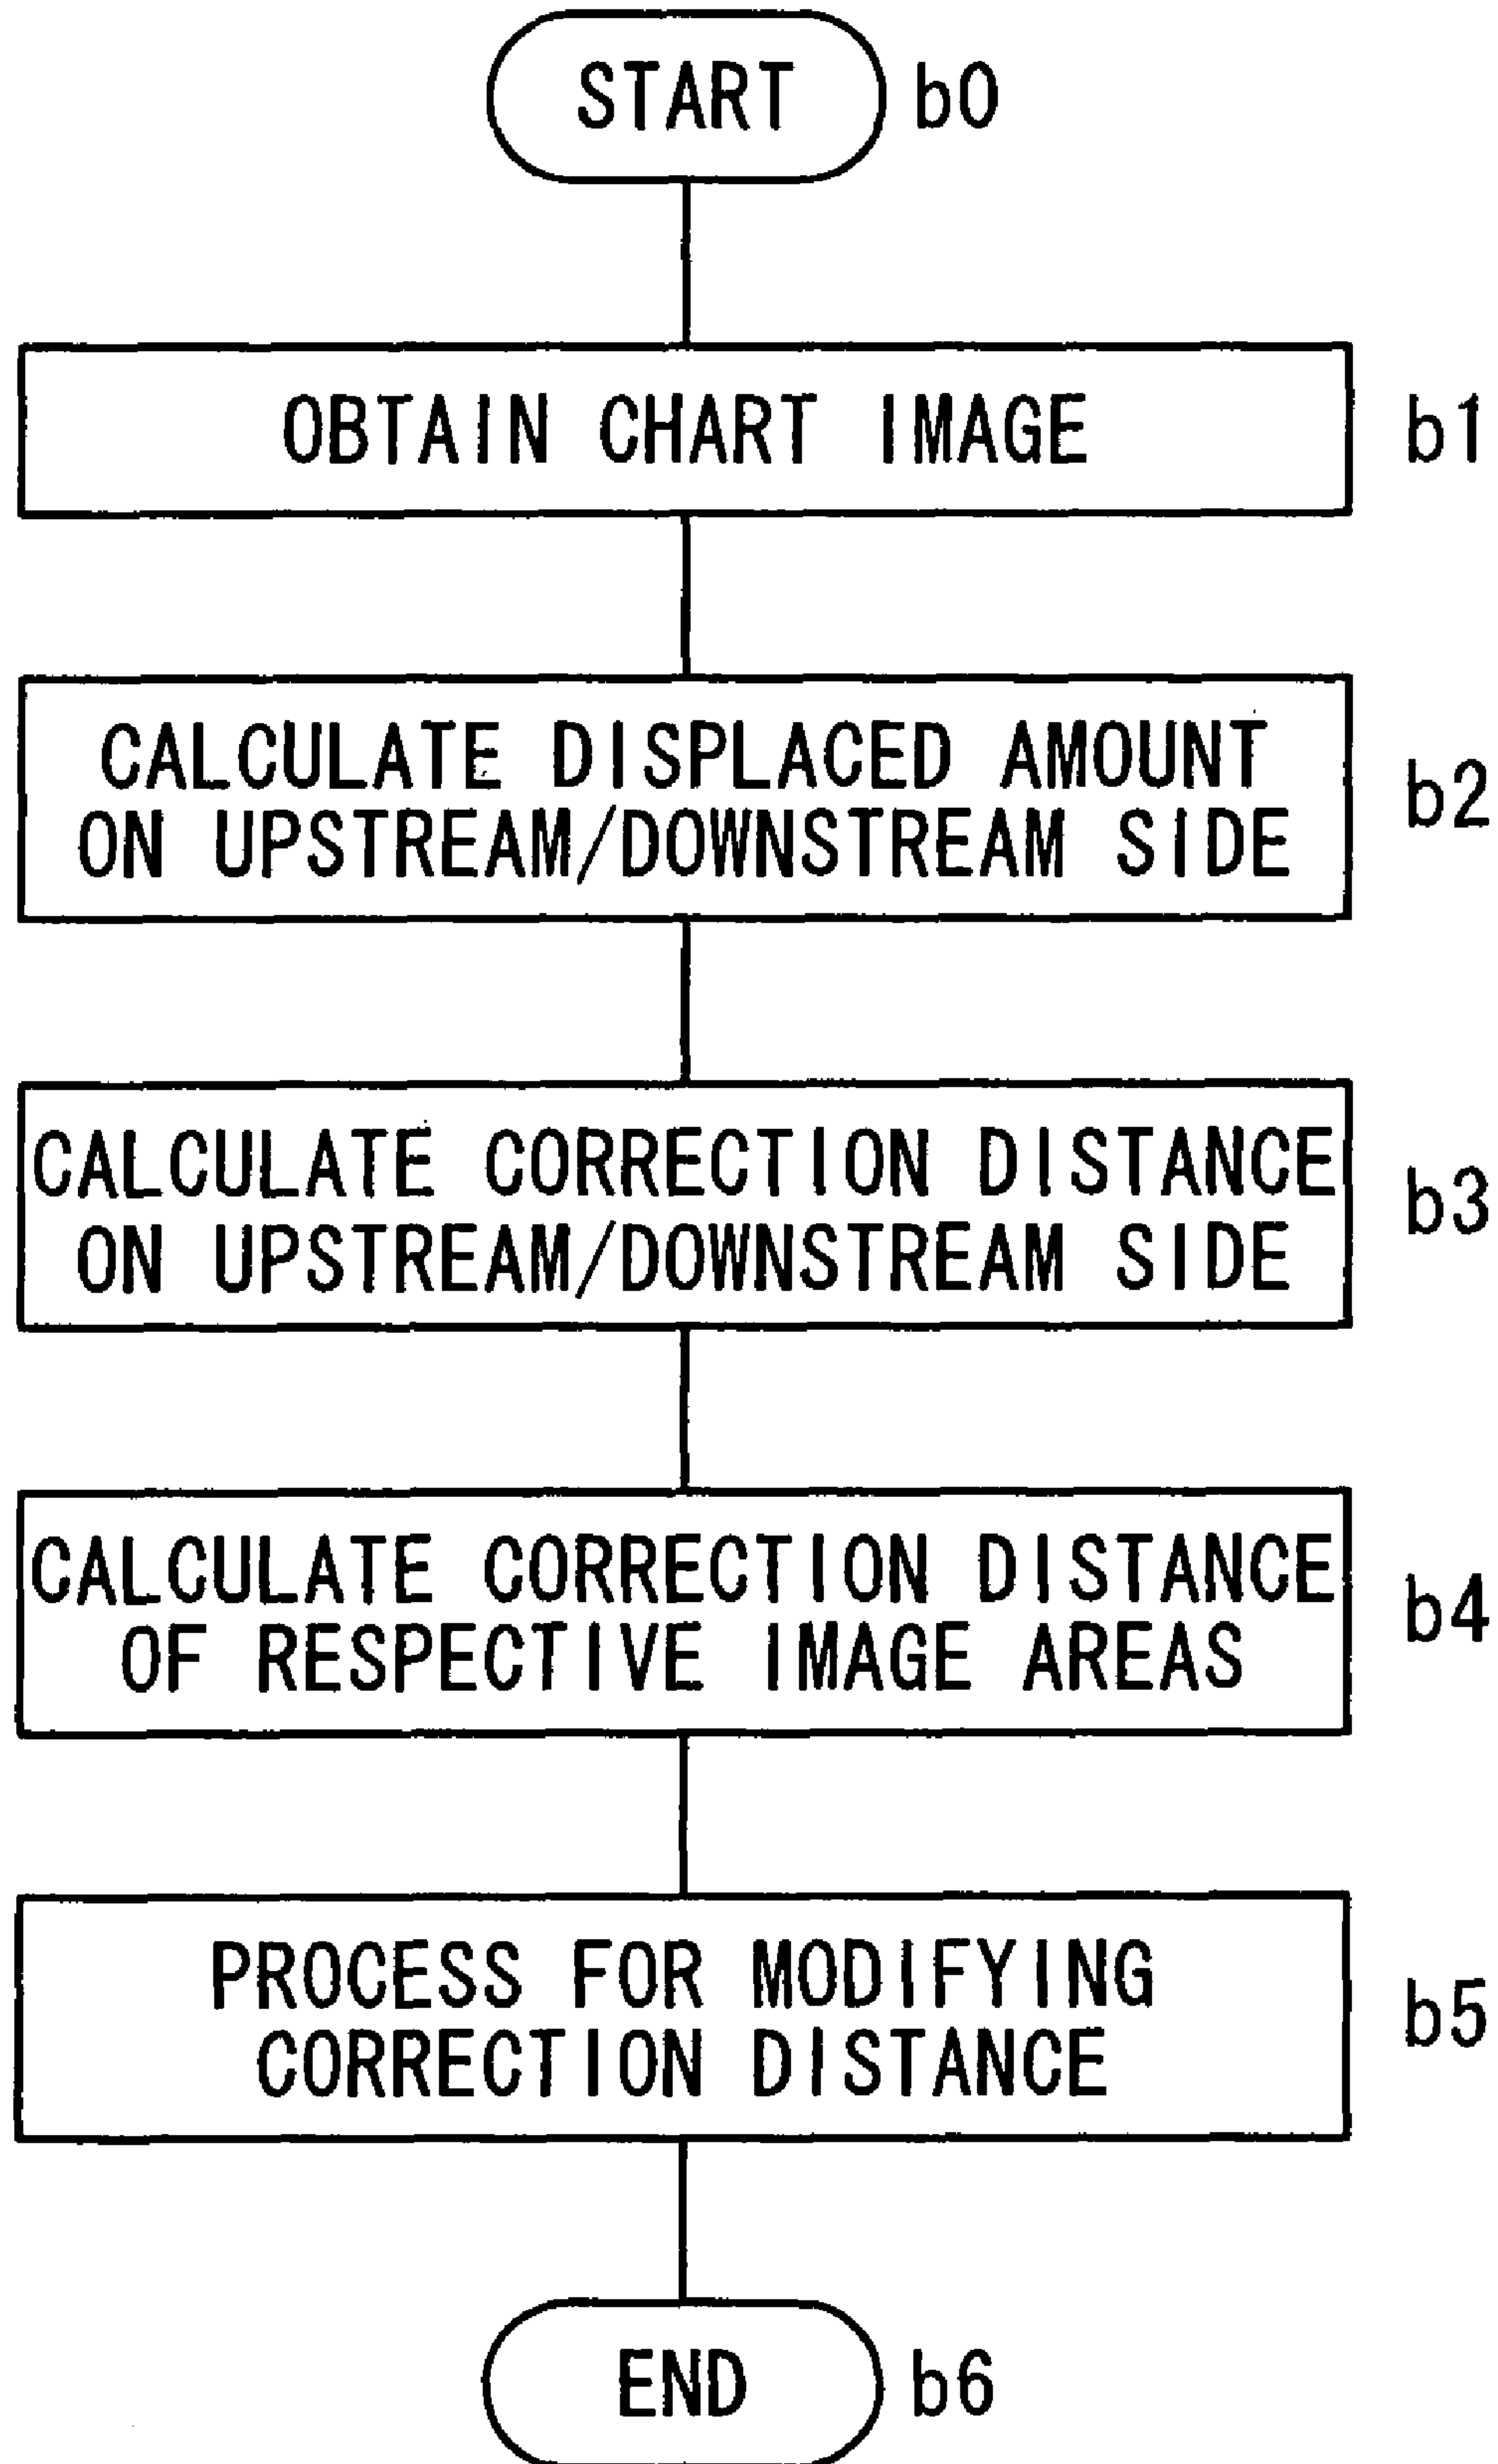 START b0
OBTAIN CHART IMAGE b1
CALCULATE DISPLACED AMOUNT
ON UPSTREAM/DOWNSTREAM SIDE
b2
CALCULATE CORRECTION DISTANCE
ON UPSTREAM/DOWNSTREAM SIDE
b3
CALCULATE CORRECTION DISTANCE
OF RESPECTIVE IMAGE AREAS
b4
PROCESS FOR MODIFYING
CORRECTION DISTANCE
b5
END b6